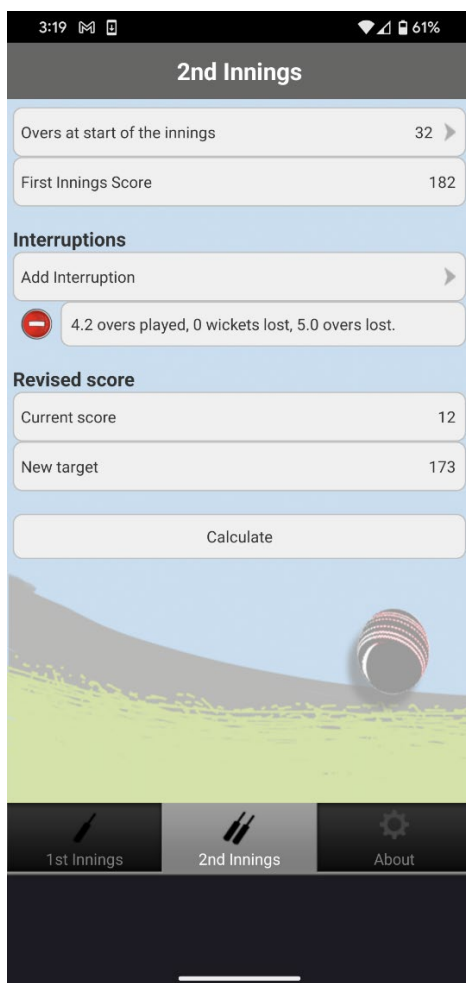 3:19 61%
2nd Innings
Overs at start of the innings 32
First Innings Score 182
Interruptions
Add Interruption
4.2 overs played, 0 wickets lost, 5.0 overs lost.
Revised score
Current score 12
New target 173
Calculate
1st Innings 2nd Innings About